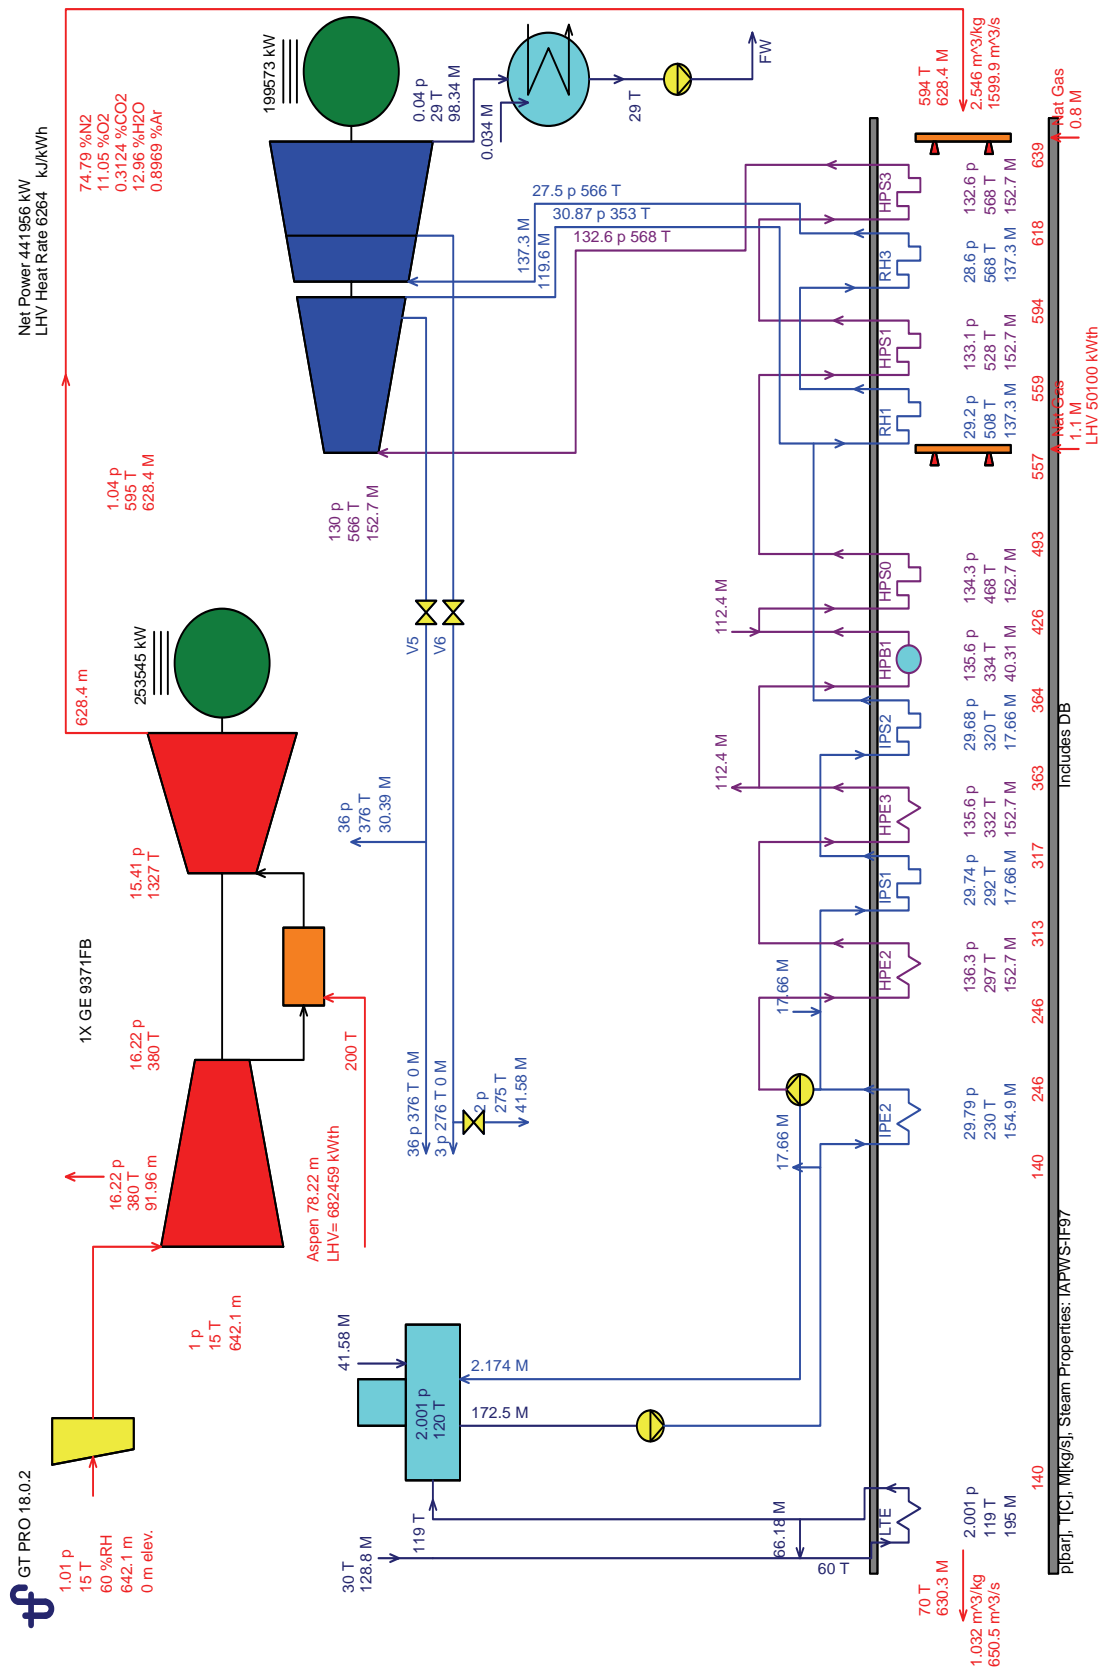 GT PRO 18.0.2
1.01 p
15 T
60 %RH
642.1 m
0 m elev.
1 p
15 T
642.1 m
16.22 p
380 T
91.96 m
1X GE 9371FB
16.22 p
380 T
Aspen 78.22 m
LHV= 682459 kWth
200 T
15.41 p
1327 T
253545 kW
628.4 m
1.04 p
595 T
628.4 M
Net Power 441956 kW
LHV Heat Rate 6264 kJ/kWh
74.79 %N2
11.05 %O2
0.3124 %CO2
12.96 %H2O
0.8969 %Ar
199573 kW
0.04 p
29 T
98.34 M
0.034 M
29 T
FW
130 p
566 T
152.7 M
137.3 M
119.6 M
27.5 p 566 T
30.87 p 353 T
132.6 p 568 T
V5
V6
36 p
376 T
30.39 M
36 p 376 T 0 M
3 p 276 T 0 M
2 p
275 T
41.58 M
41.58 M
2.001 p
120 T
2.174 M
172.5 M
119 T
30 T
128.8 M
66.18 M
60 T
17.66 M
17.66 M
112.4 M
112.4 M
LTE
IPE2
HPE2
IPS1
HPE3
IPS2
HPB1
HPS0
RH1
HPS1
RH3
HPS3
70 T
630.3 M
1.032 m^3/kg
650.5 m^3/s
2.001 p
119 T
195 M
29.79 p
230 T
154.9 M
136.3 p
297 T
152.7 M
29.74 p
292 T
17.66 M
135.6 p
332 T
152.7 M
29.68 p
320 T
17.66 M
135.6 p
334 T
40.31 M
134.3 p
468 T
152.7 M
29.2 p
508 T
137.3 M
133.1 p
528 T
152.7 M
28.6 p
568 T
137.3 M
132.6 p
568 T
152.7 M
594 T
628.4 M
2.546 m^3/kg
1599.9 m^3/s
140
140
246
246
313
317
363
364
426
493
557
559
594
618
639
Nat Gas
1.1 M
LHV 50100 kWth
Nat Gas
0.8 M
p[bar], T[C], M[kg/s], Steam Properties: IAPWS-IF97
Includes DB